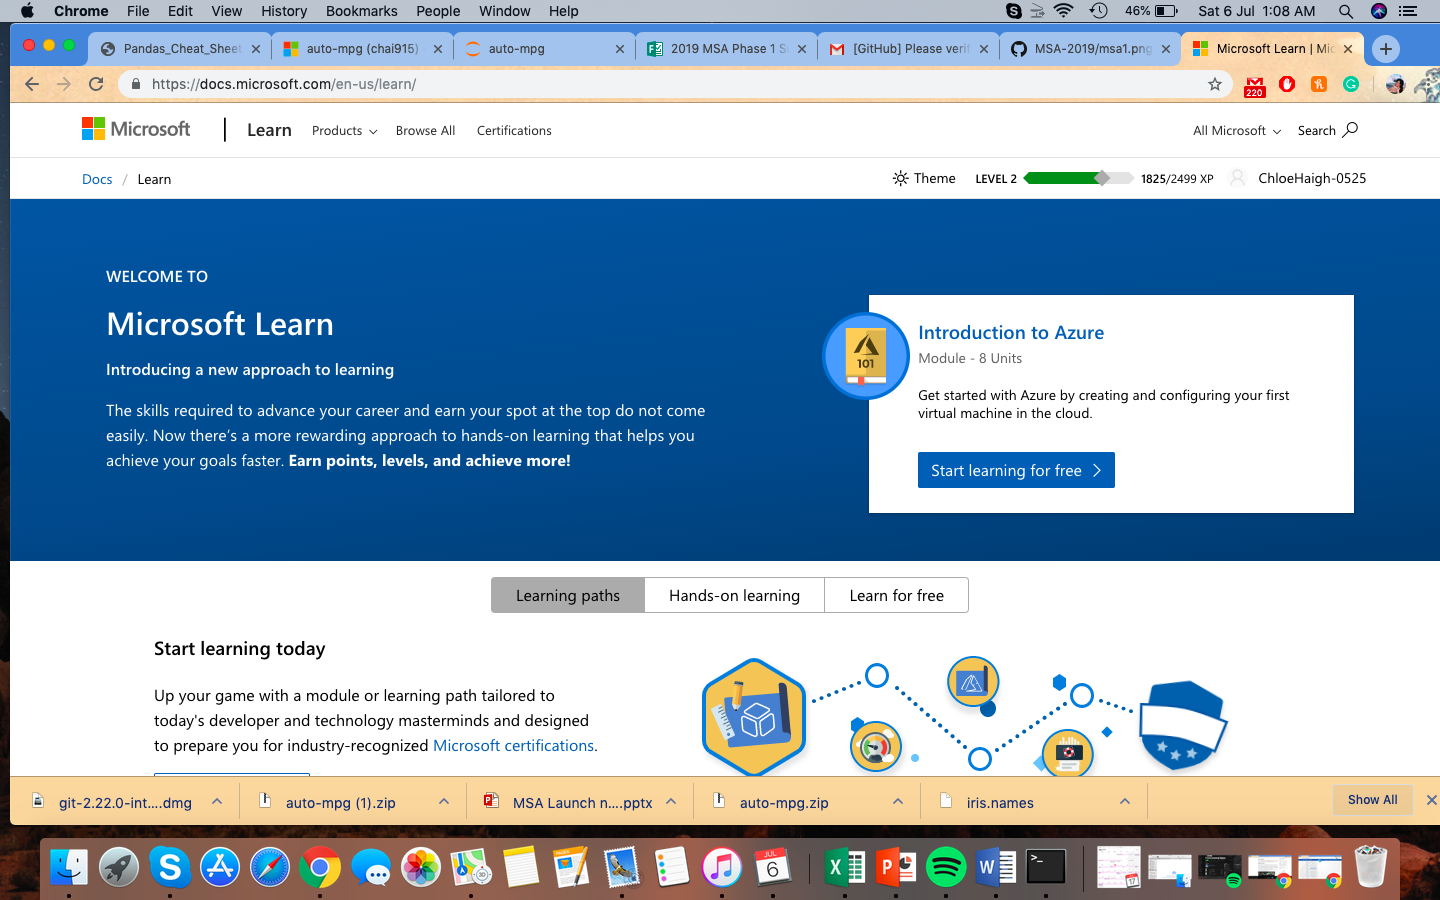 Chrome File Edit View History Bookmarks People Window Help 46% Sat 6 Jul 1:08 AM
Pandas_Cheat_Sheet auto-mpg (chai915) auto-mpg 2019 MSA Phase 1 S [GitHub] Please verif MSA-2019/msa1.png Microsoft Learn | Mic
https://docs.microsoft.com/en-us/learn/ 220
Microsoft Learn Products Browse All Certifications All Microsoft Search
Docs / Learn Theme LEVEL 2 1825/2499 XP ChloeHaigh-0525
WELCOME TO
Microsoft Learn
Introducing a new approach to learning
The skills required to advance your career and earn your spot at the top do not come
easily. Now there's a more rewarding approach to hands-on learning that helps you
achieve your goals faster. Earn points, levels, and achieve more!
101
Introduction to Azure
Module - 8 Units
Get started with Azure by creating and configuring your first
virtual machine in the cloud.
Start learning for free
Learning paths Hands-on learning Learn for free
Start learning today
Up your game with a module or learning path tailored to
today's developer and technology masterminds and designed
to prepare you for industry-recognized Microsoft certifications.
git-2.22.0-int....dmg auto-mpg (1).zip MSA Launch n....pptx auto-mpg.zip iris.names Show All
JUL
6
17